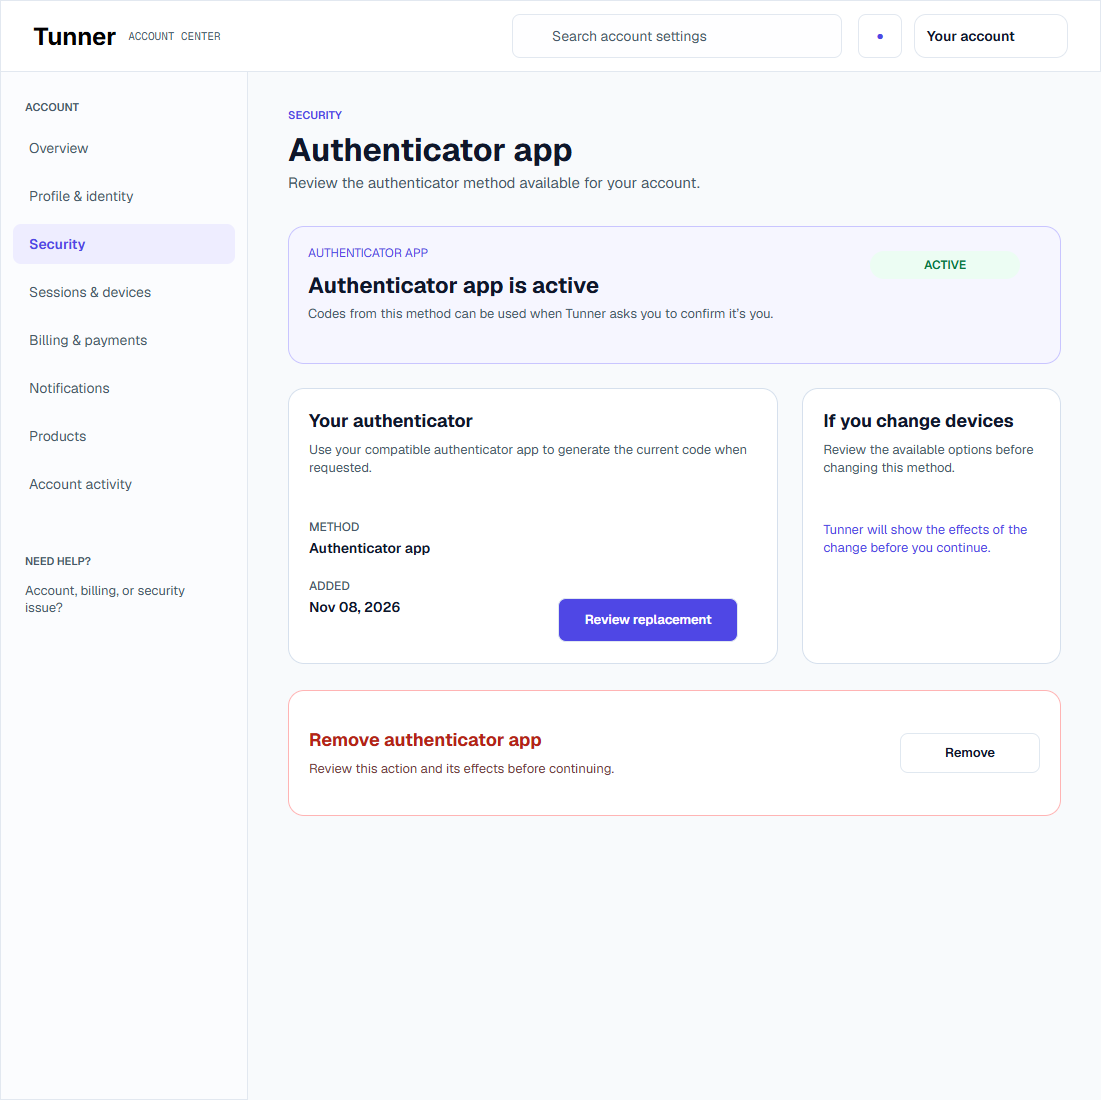 Tunner
ACCOUNT CENTER
Search account settings
Your account
ACCOUNT
Overview
Profile & identity
Security
Sessions & devices
Billing & payments
Notifications
Products
Account activity
NEED HELP?
Account, billing, or security
issue?
SECURITY
Authenticator app
Review the authenticator method available for your account.
AUTHENTICATOR APP
ACTIVE
Authenticator app is active
Codes from this method can be used when Tunner asks you to confirm it's you.
Your authenticator
Use your compatible authenticator app to generate the current code when
requested.
METHOD
Authenticator app
ADDED
Nov 08, 2026
Review replacement
If you change devices
Review the available options before
changing this method.
Tunner will show the effects of the
change before you continue.
Remove authenticator app
Review this action and its effects before continuing.
Remove